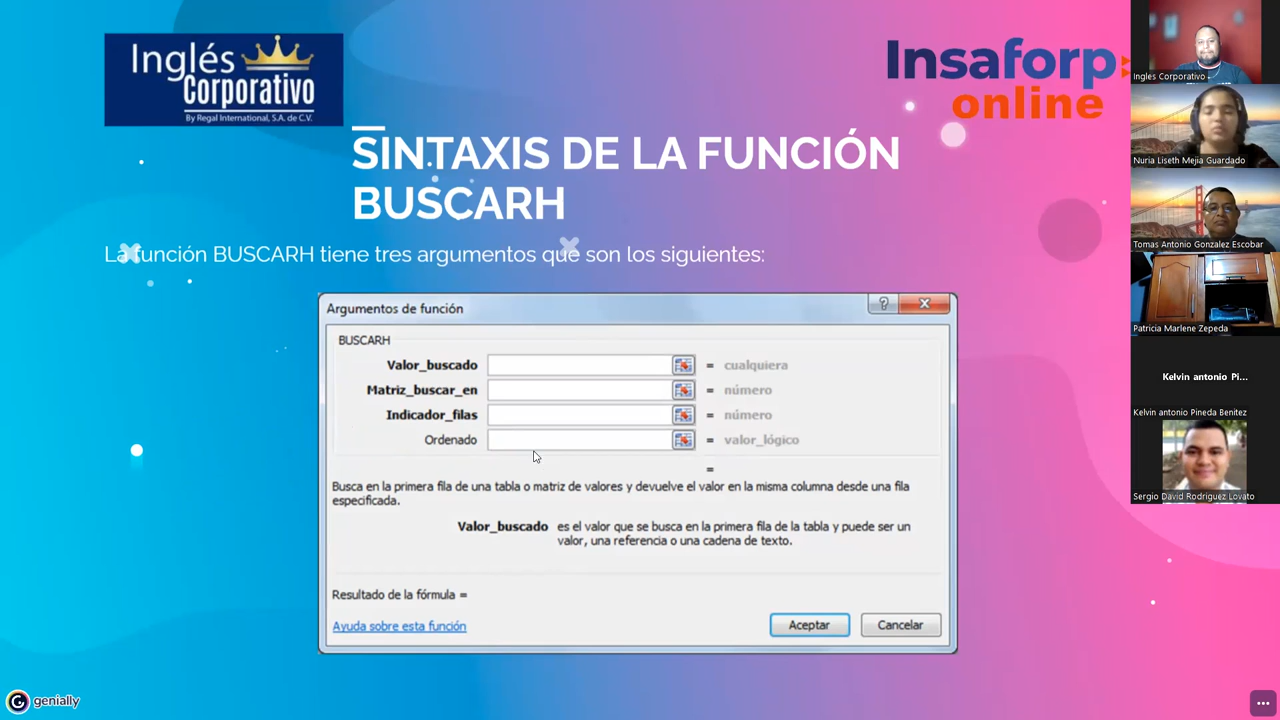 Inglés
Corporativo
By Regal International, S.A. de C.V.
Insaforp
online
SINTAXIS DE LA FUNCIÓN
BUSCARH
La función BUSCARH tiene tres argumentos que son los siguientes:
Argumentos de función
?
BUSCARH
Valor_buscado = cualquiera
Matriz_buscar_en = número
Indicador_filas = número
Ordenado = valor_lógico
=
Busca en la primera fila de una tabla o matriz de valores y devuelve el valor en la misma columna desde una fila
especificada.
Valor_buscado es el valor que se busca en la primera fila de la tabla y puede ser un
valor, una referencia o una cadena de texto.
Resultado de la fórmula =
Ayuda sobre esta función
Aceptar
Cancelar
genially
Ingles Corporativo
Nuria Liseth Mejia Guardado
Tomas Antonio Gonzalez Escobar
Patricia Marlene Zepeda
Kelvin antonio Pi...
Kelvin antonio Pineda Benitez
Sergio David Rodriguez Lovato